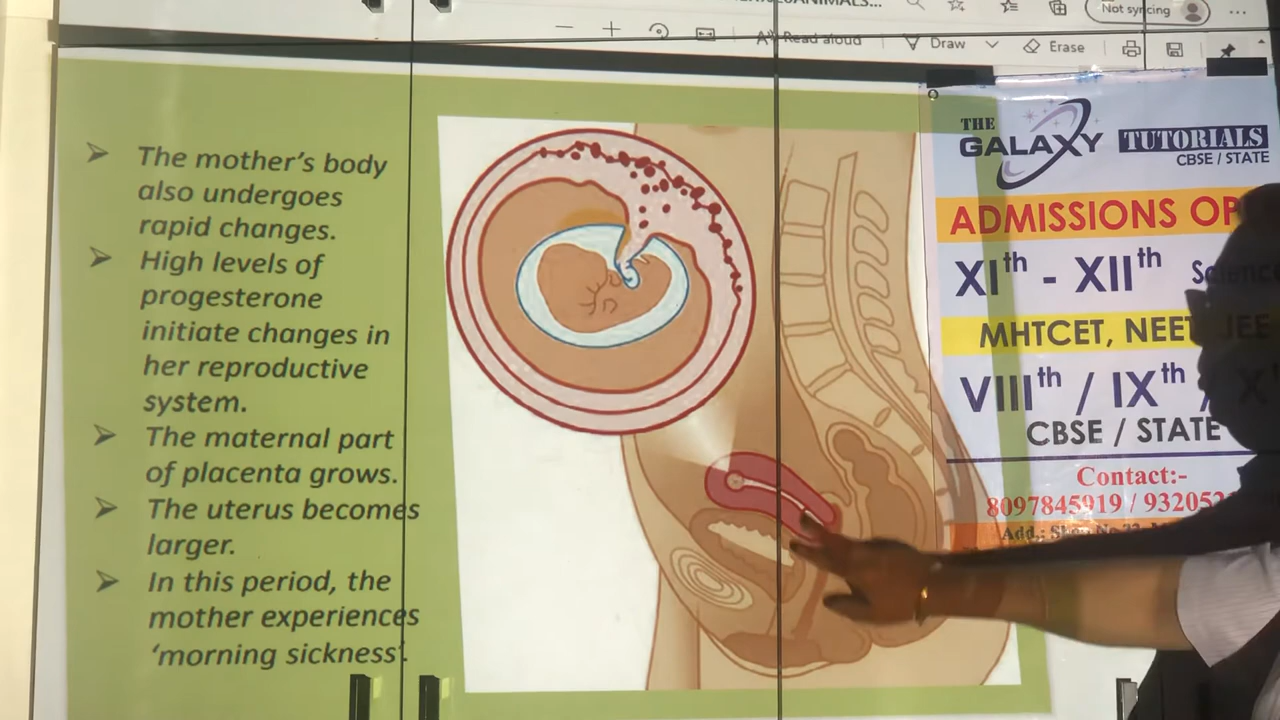 Not syncing
Read aloud
Draw
Erase
The mother's body
also undergoes
rapid changes.
High levels of
progesterone
initiate changes in
her reproductive
system.
The maternal part
of placenta grows.
The uterus becomes
larger.
In this period, the
mother experiences
'morning sickness'.
THE
GALAXY TUTORIALS
CBSE / STATE
ADMISSIONS
XIth - XIIth
MHTCET, NEET, JEE
VIIIth / IXth /
CBSE / STATE
Contact:-
8097845919 /
Add.: